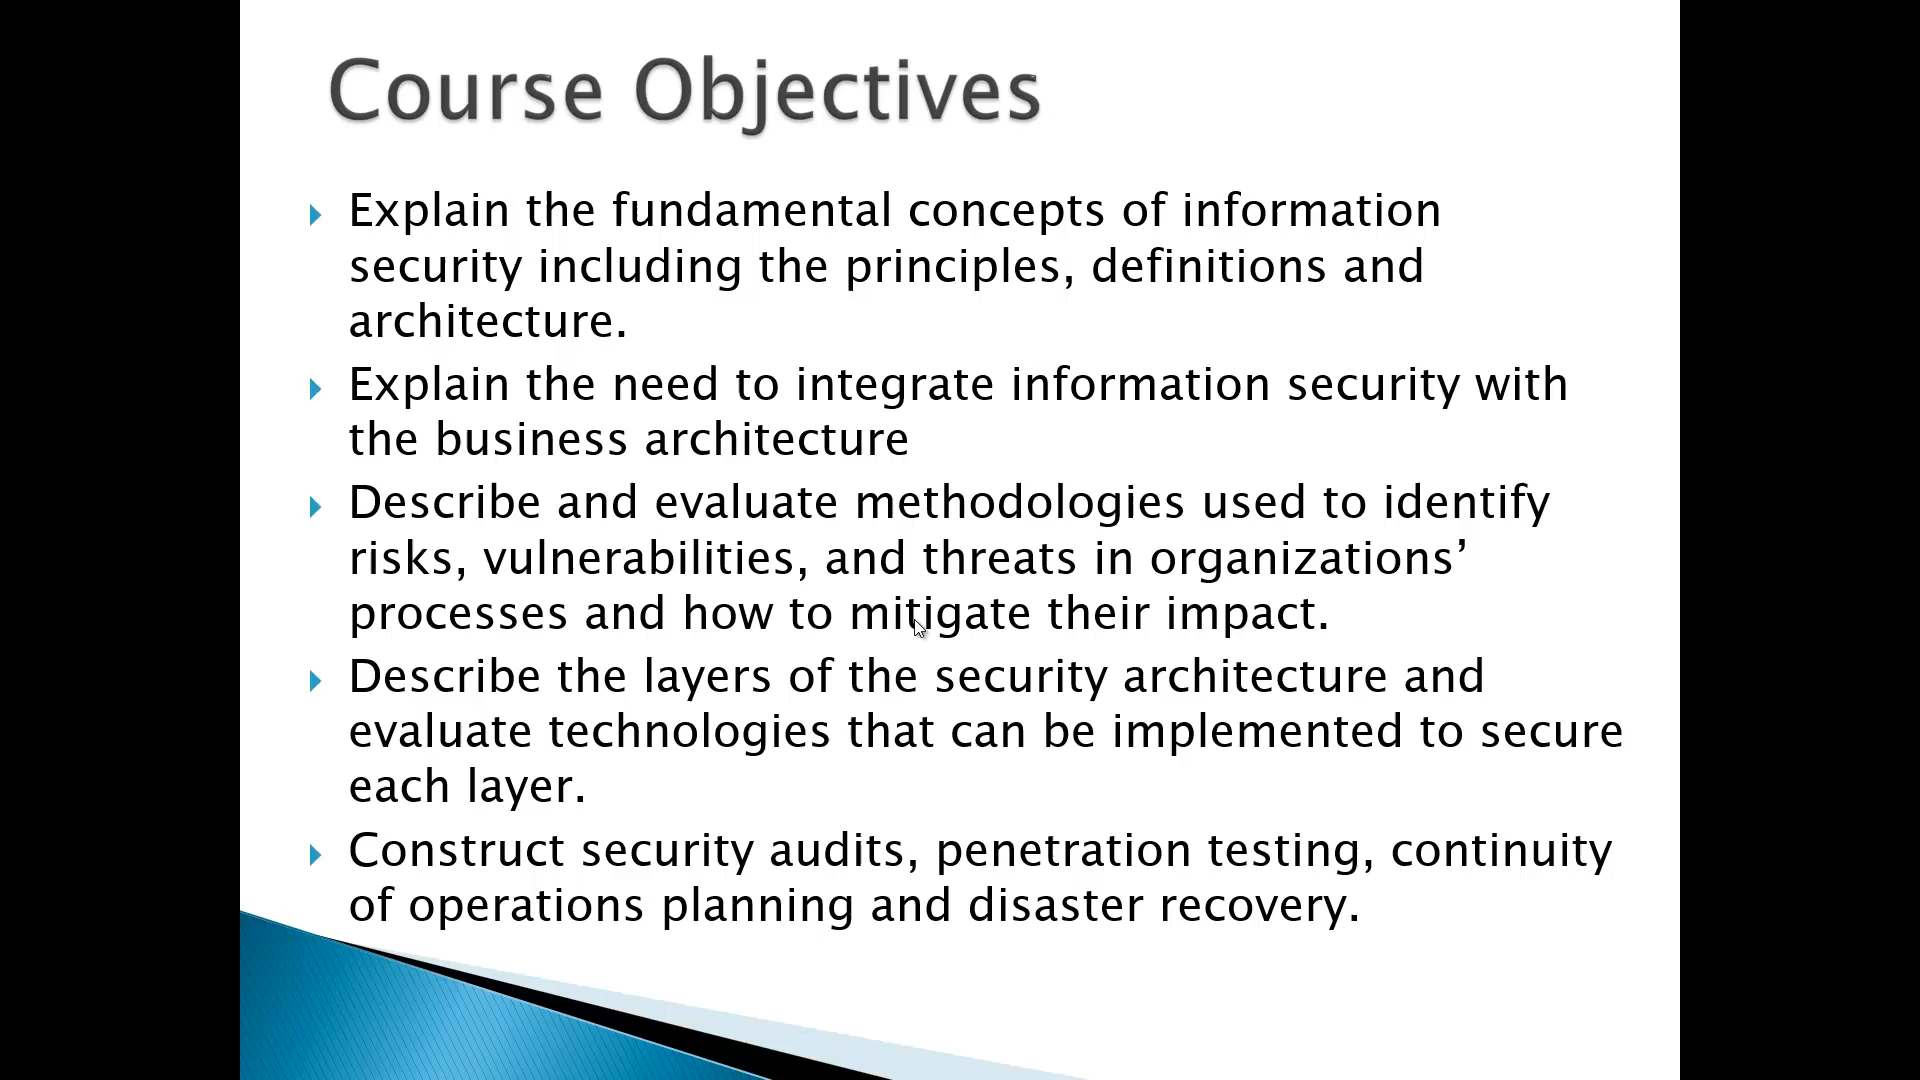 Course Objectives
Explain the fundamental concepts of information
security including the principles, definitions and
architecture.
Explain the need to integrate information security with
the business architecture
Describe and evaluate methodologies used to identify
risks, vulnerabilities, and threats in organizations’
processes and how to mitigate their impact.
Describe the layers of the security architecture and
evaluate technologies that can be implemented to secure
each layer.
Construct security audits, penetration testing, continuity
of operations planning and disaster recovery.